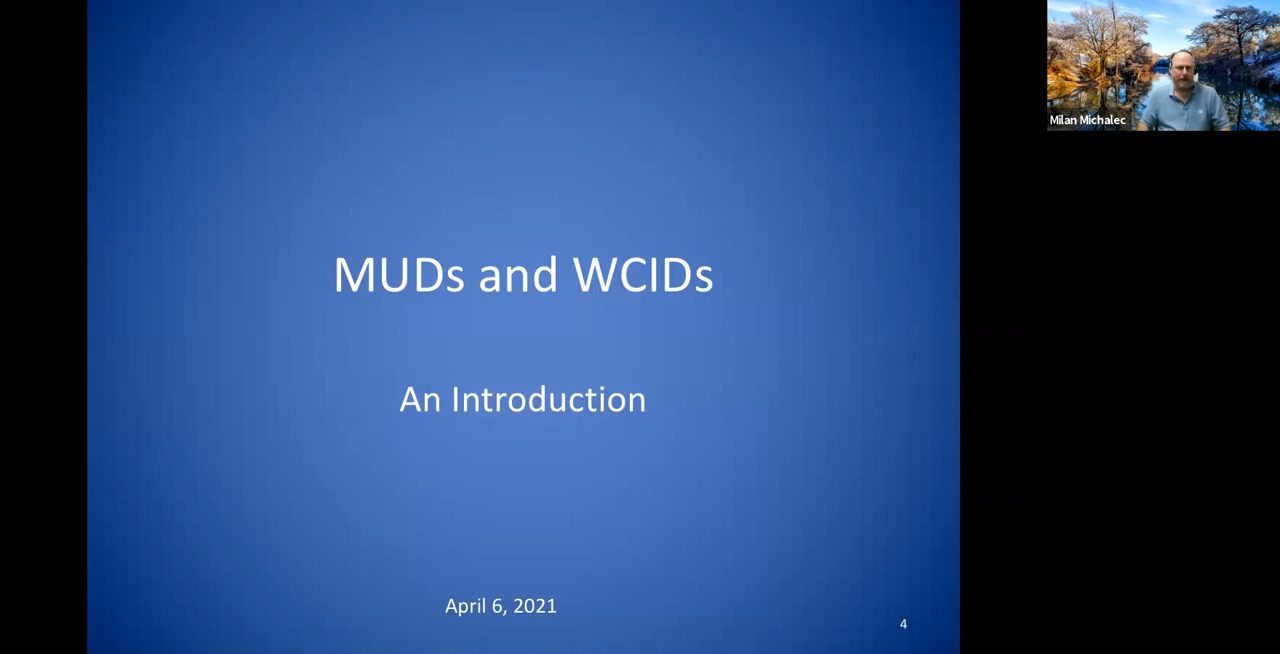 MUDs and WCIDs
An Introduction
April 6, 2021
4
Milan Michalec